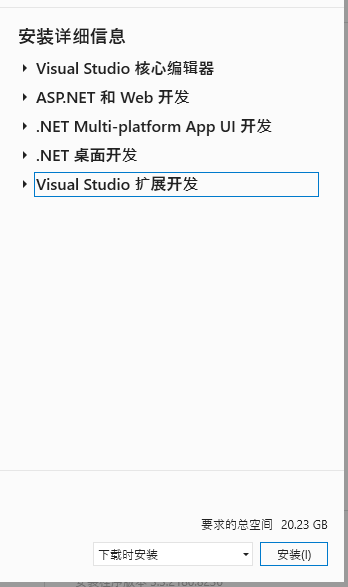 安装详细信息
Visual Studio 核心编辑器
ASP.NET 和 Web 开发
.NET Multi-platform App UI 开发
.NET 桌面开发
Visual Studio 扩展开发
要求的总空间 20.23 GB
下载时安装 安装(I)